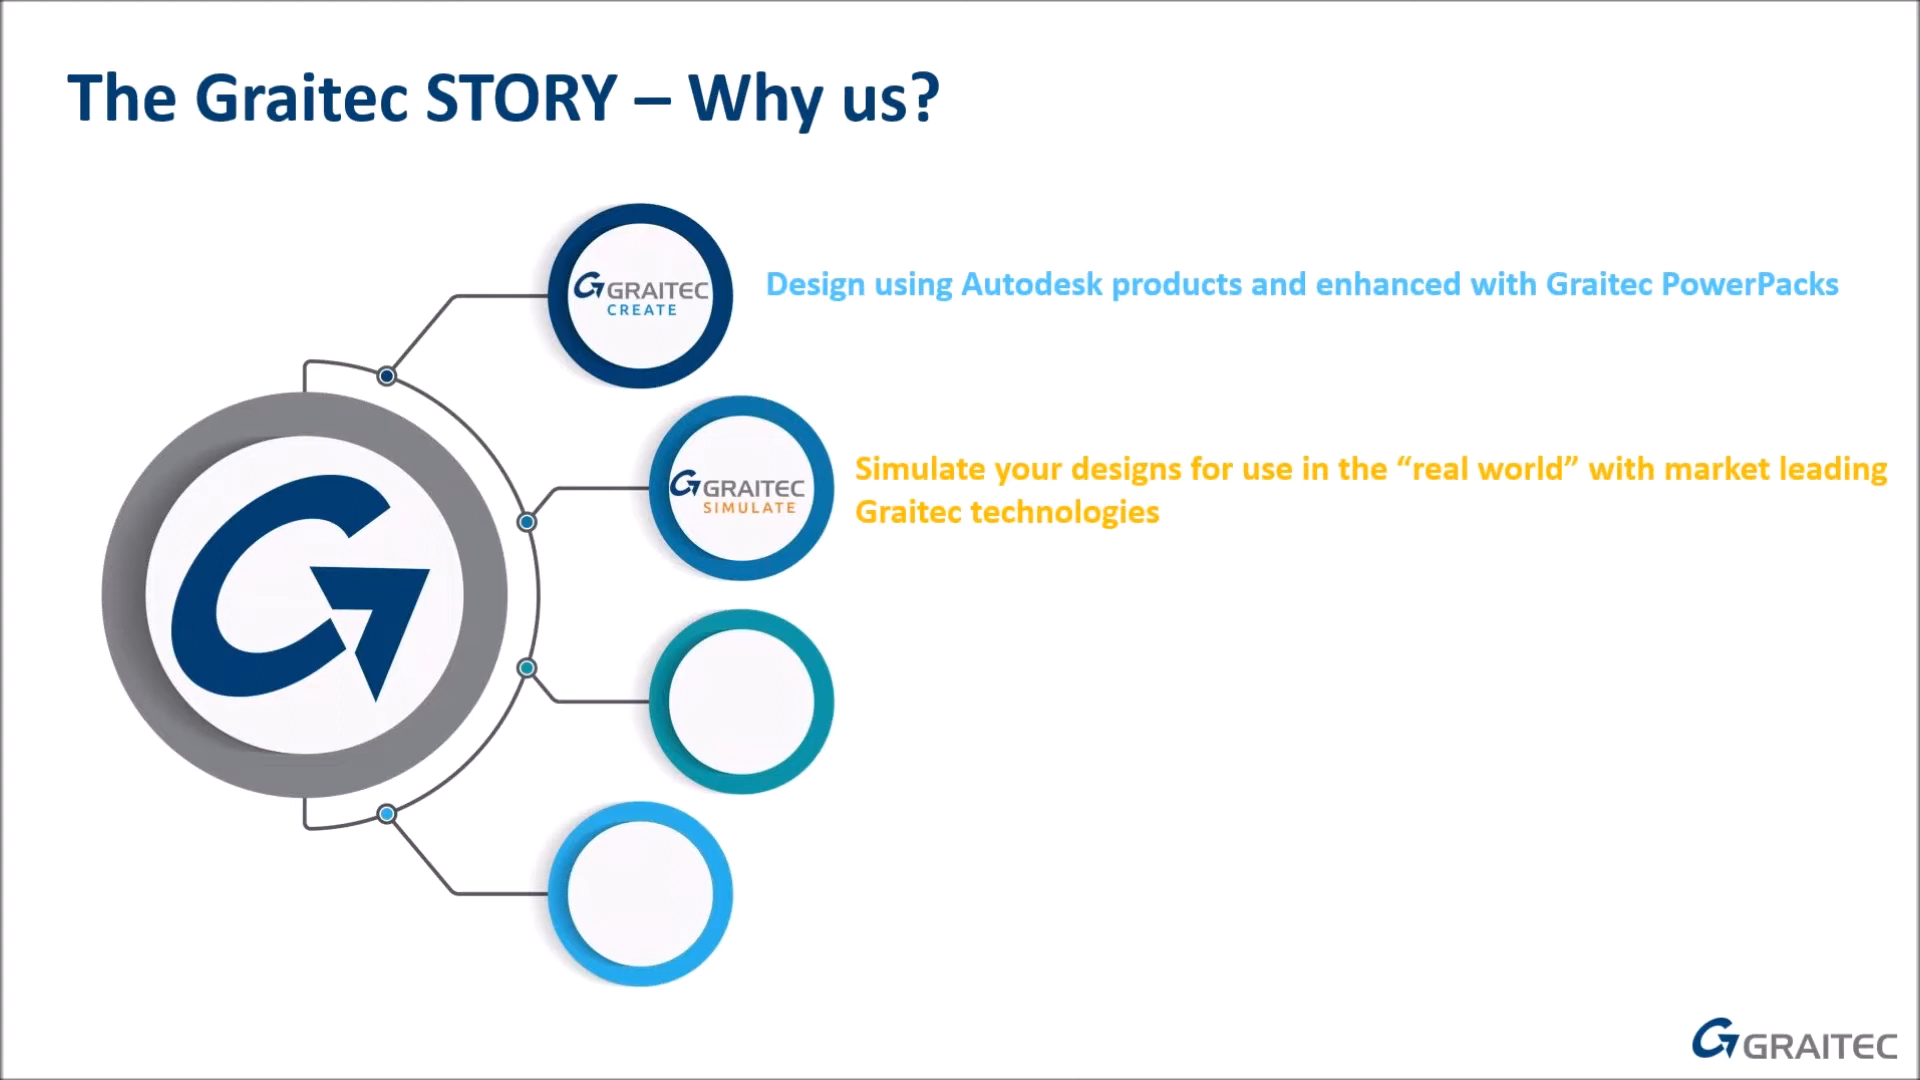 The Graitec STORY – Why us?
GRAITEC
CREATE
Design using Autodesk products and enhanced with Graitec PowerPacks
GRAITEC
SIMULATE
Simulate your designs for use in the “real world” with market leading
Graitec technologies
GRAITEC